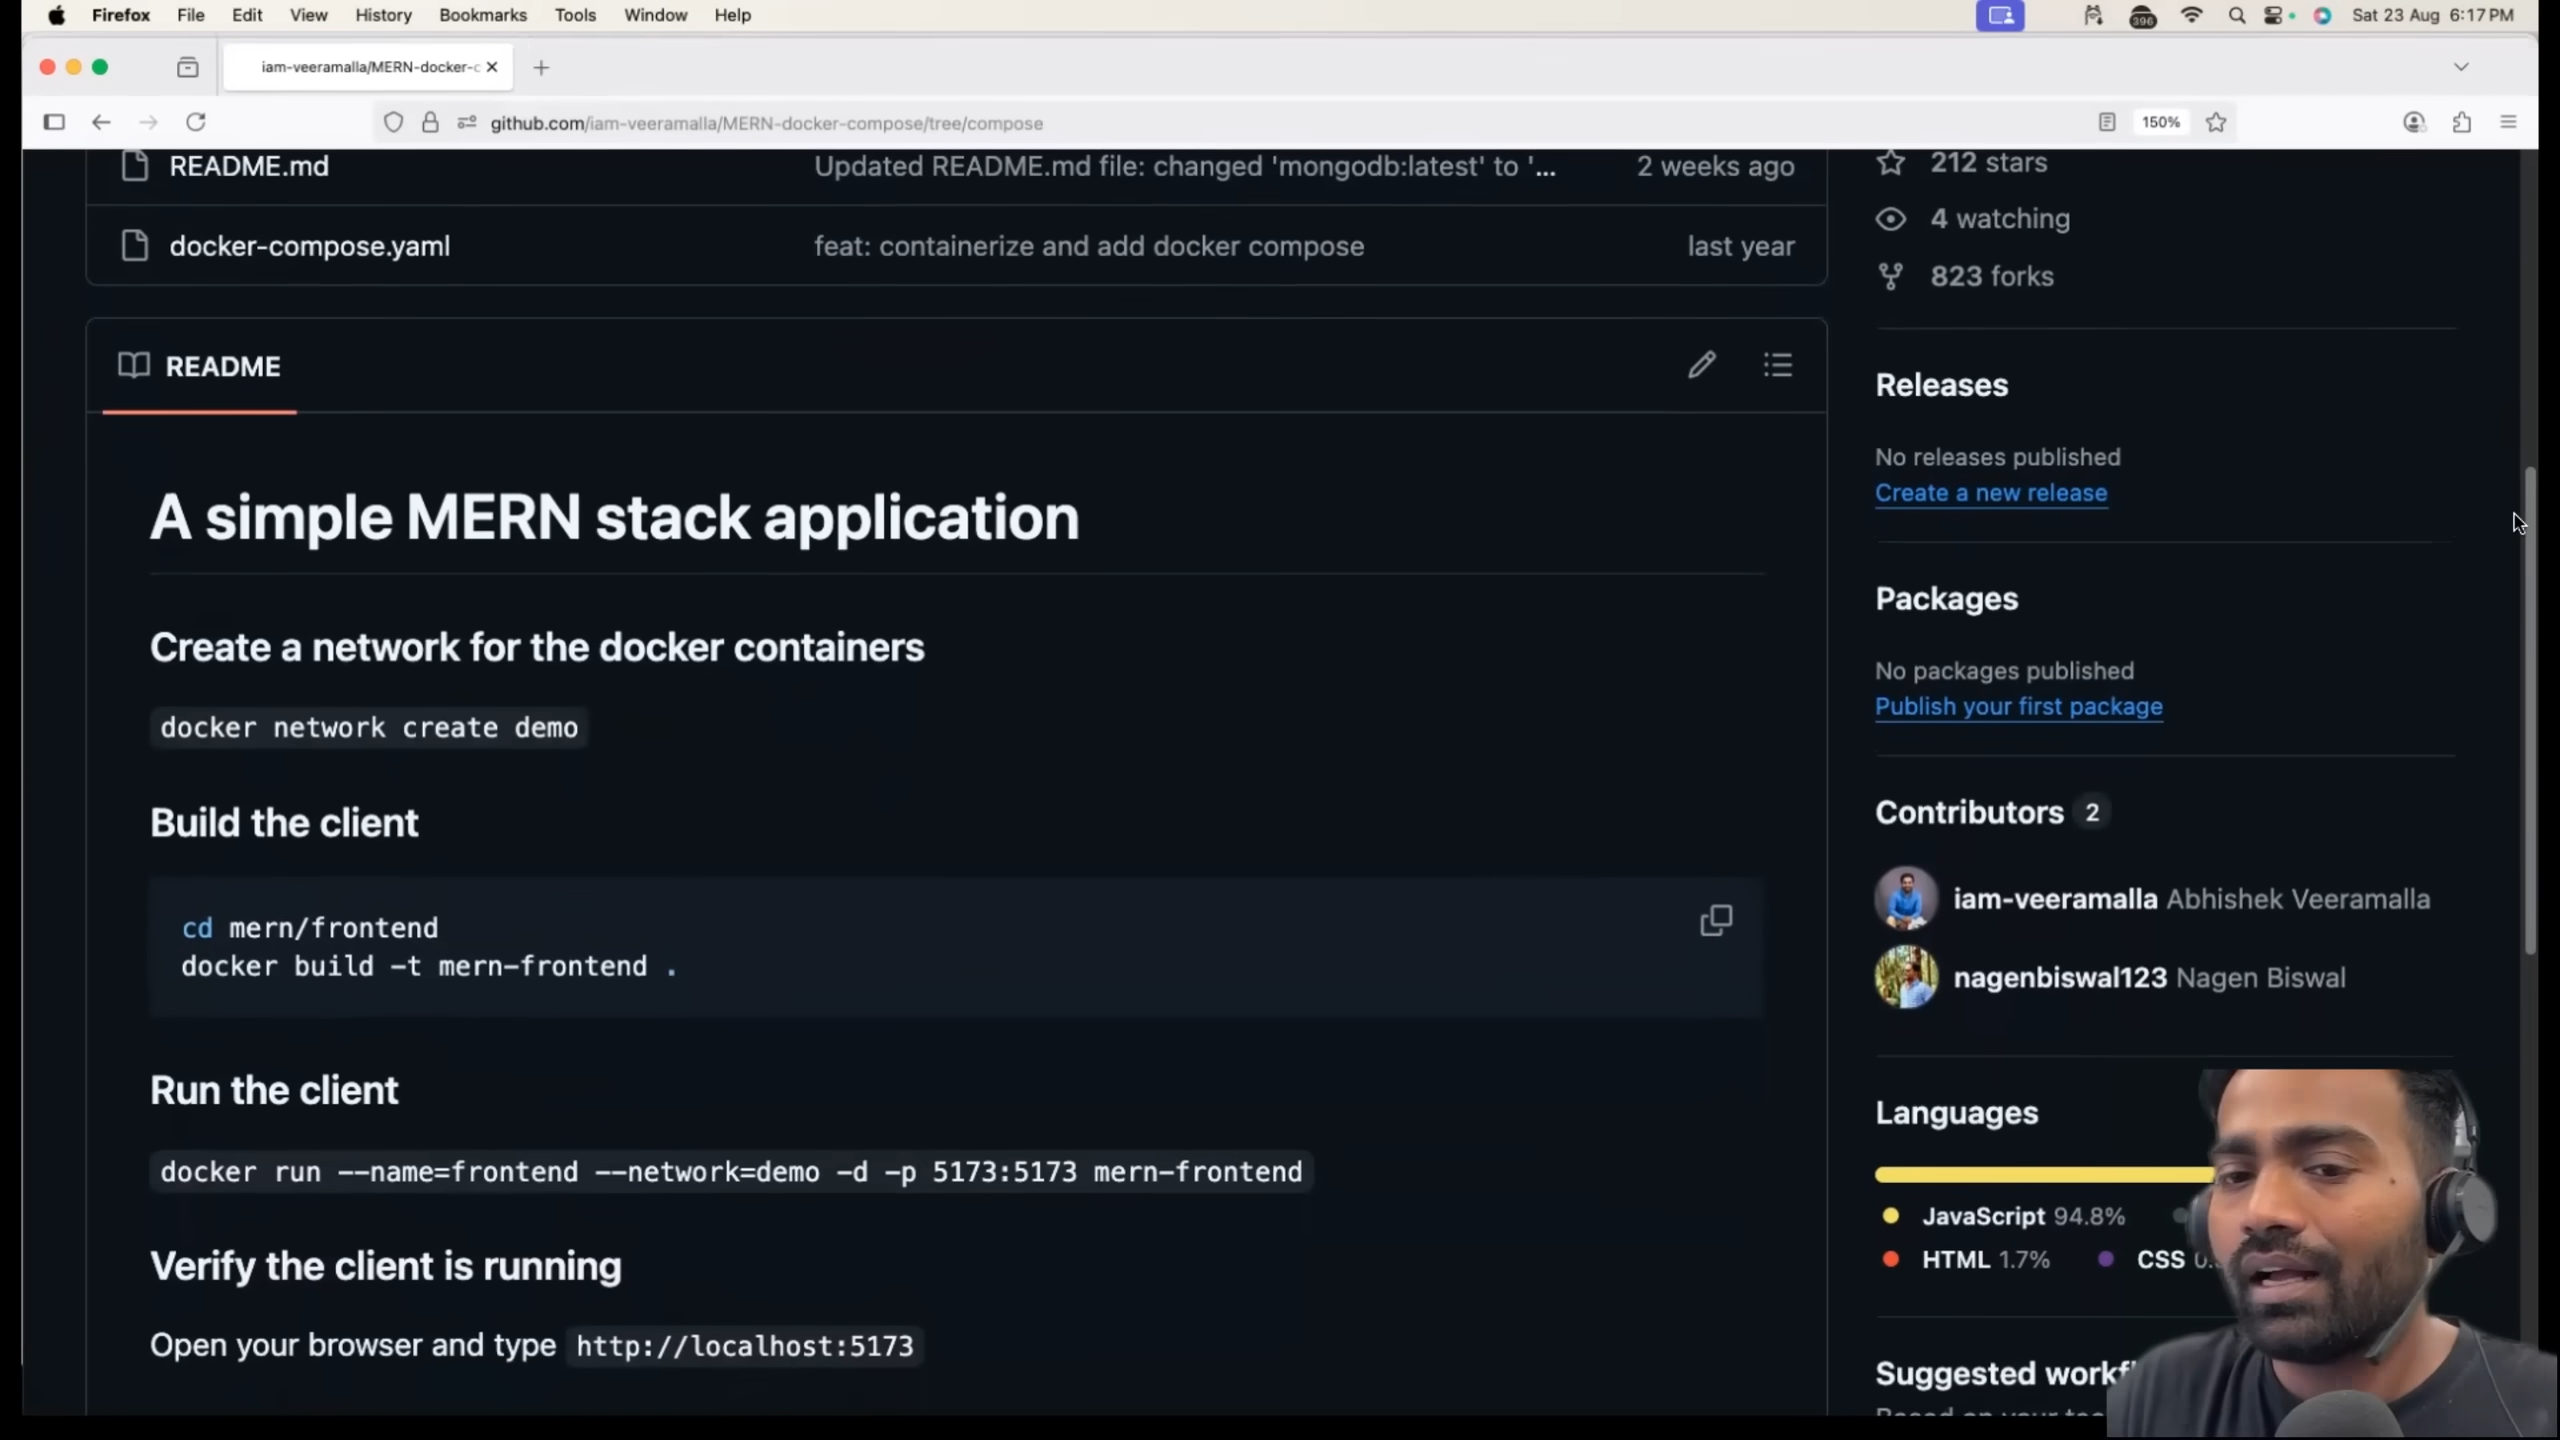 Firefox File Edit View History Bookmarks Tools Window Help
396
Sat 23 Aug 6:17 PM
iam-veeramalla/MERN-docker-c
github.com/iam-veeramalla/MERN-docker-compose/tree/compose
150%
README.md Updated README.md file: changed 'mongodb:latest' to '... 2 weeks ago
docker-compose.yaml feat: containerize and add docker compose last year
README
A simple MERN stack application
Create a network for the docker containers
docker network create demo
Build the client
cd mern/frontend
docker build -t mern-frontend .
Run the client
docker run --name=frontend --network=demo -d -p 5173:5173 mern-frontend
Verify the client is running
Open your browser and type http://localhost:5173
212 stars
4 watching
823 forks
Releases
No releases published
Create a new release
Packages
No packages published
Publish your first package
Contributors 2
iam-veeramalla Abhishek Veeramalla
nagenbiswal123 Nagen Biswal
Languages
JavaScript 94.8%
HTML 1.7% CSS 0.
Suggested workf